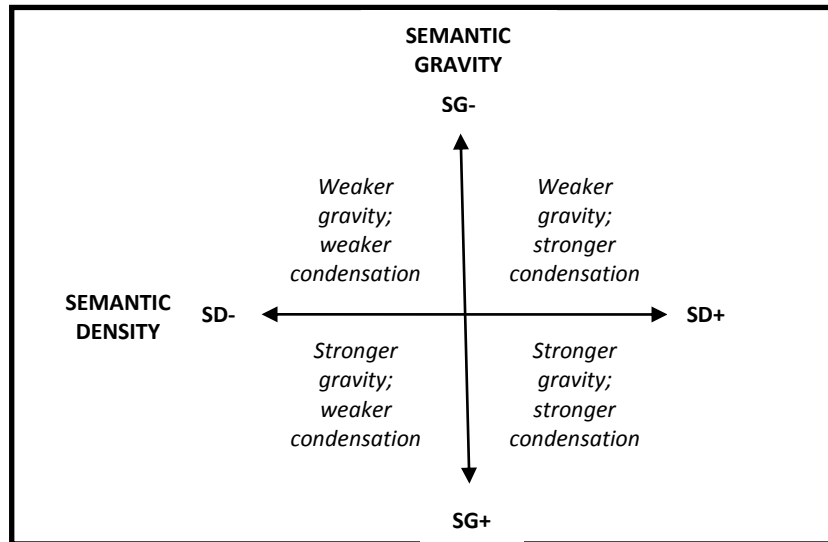 SEMANTIC
GRAVITY
SG-
Weaker
gravity;
weaker
condensation
Weaker
gravity;
stronger
condensation
SEMANTIC
DENSITY
SD-
SD+
Stronger
gravity;
weaker
condensation
Stronger
gravity;
stronger
condensation
SG+